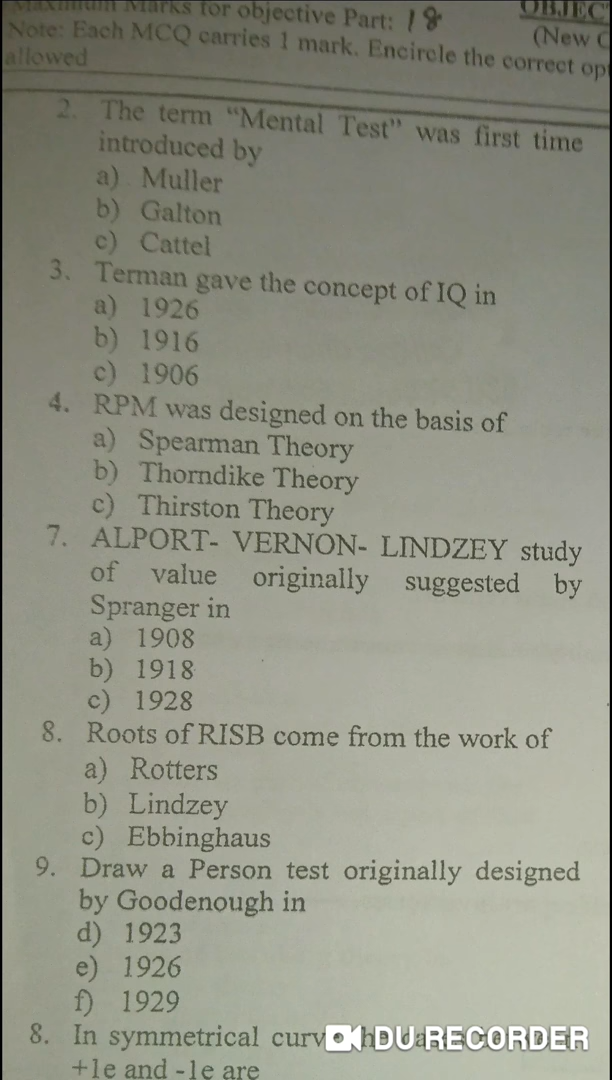 Maximum Marks for objective Part: 18
OBJEC
Note: Each MCQ carries 1 mark. Encircle the correct op
(New
allowed
2. The term “Mental Test” was first time
introduced by
a) Muller
b) Galton
c) Cattel
3. Terman gave the concept of IQ in
a) 1926
b) 1916
c) 1906
4. RPM was designed on the basis of
a) Spearman Theory
b) Thorndike Theory
c) Thirston Theory
7. ALPORT- VERNON- LINDZEY study
of value originally suggested by
Spranger in
a) 1908
b) 1918
c) 1928
8. Roots of RISB come from the work of
a) Rotters
b) Lindzey
c) Ebbinghaus
9. Draw a Person test originally designed
by Goodenough in
d) 1923
e) 1926
f) 1929
8. In symmetrical curv
DU RECORDER
+1e and -1e are